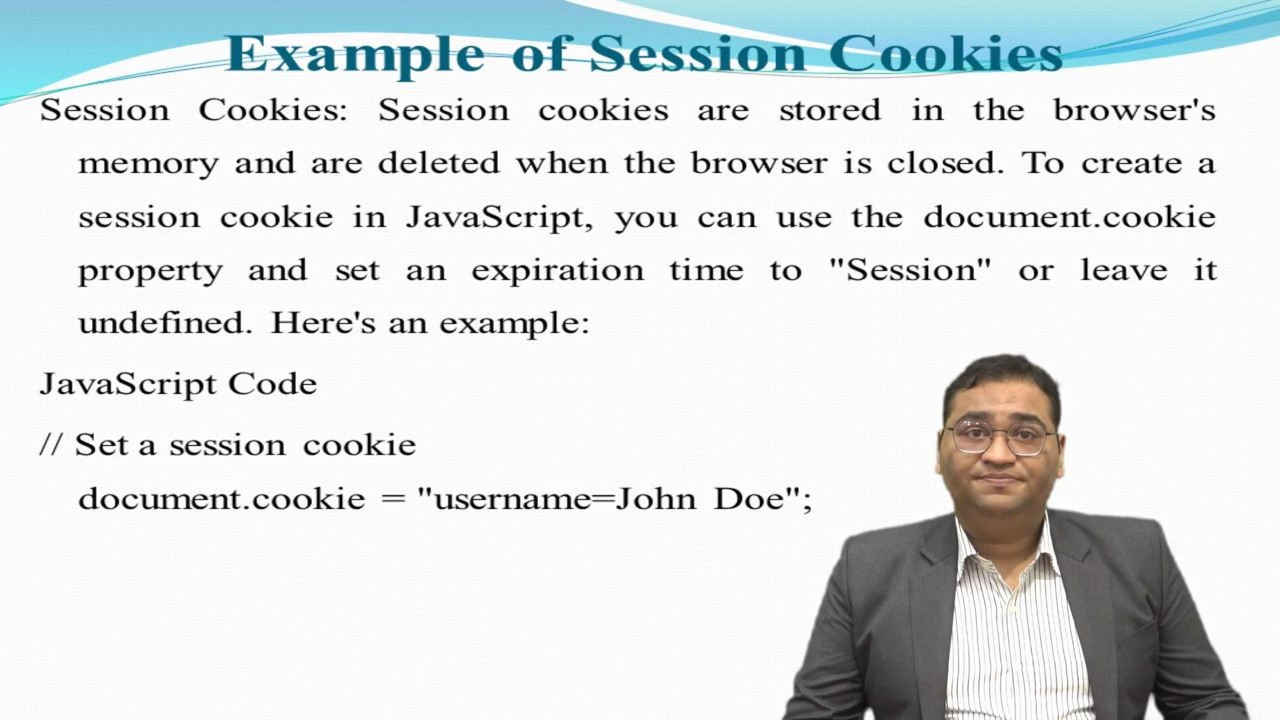 Example of Session Cookies
Session Cookies: Session cookies are stored in the browser's
memory and are deleted when the browser is closed. To create a
session cookie in JavaScript, you can use the document.cookie
property and set an expiration time to "Session" or leave it
undefined. Here's an example:
JavaScript Code
// Set a session cookie
document.cookie = "username=John Doe";